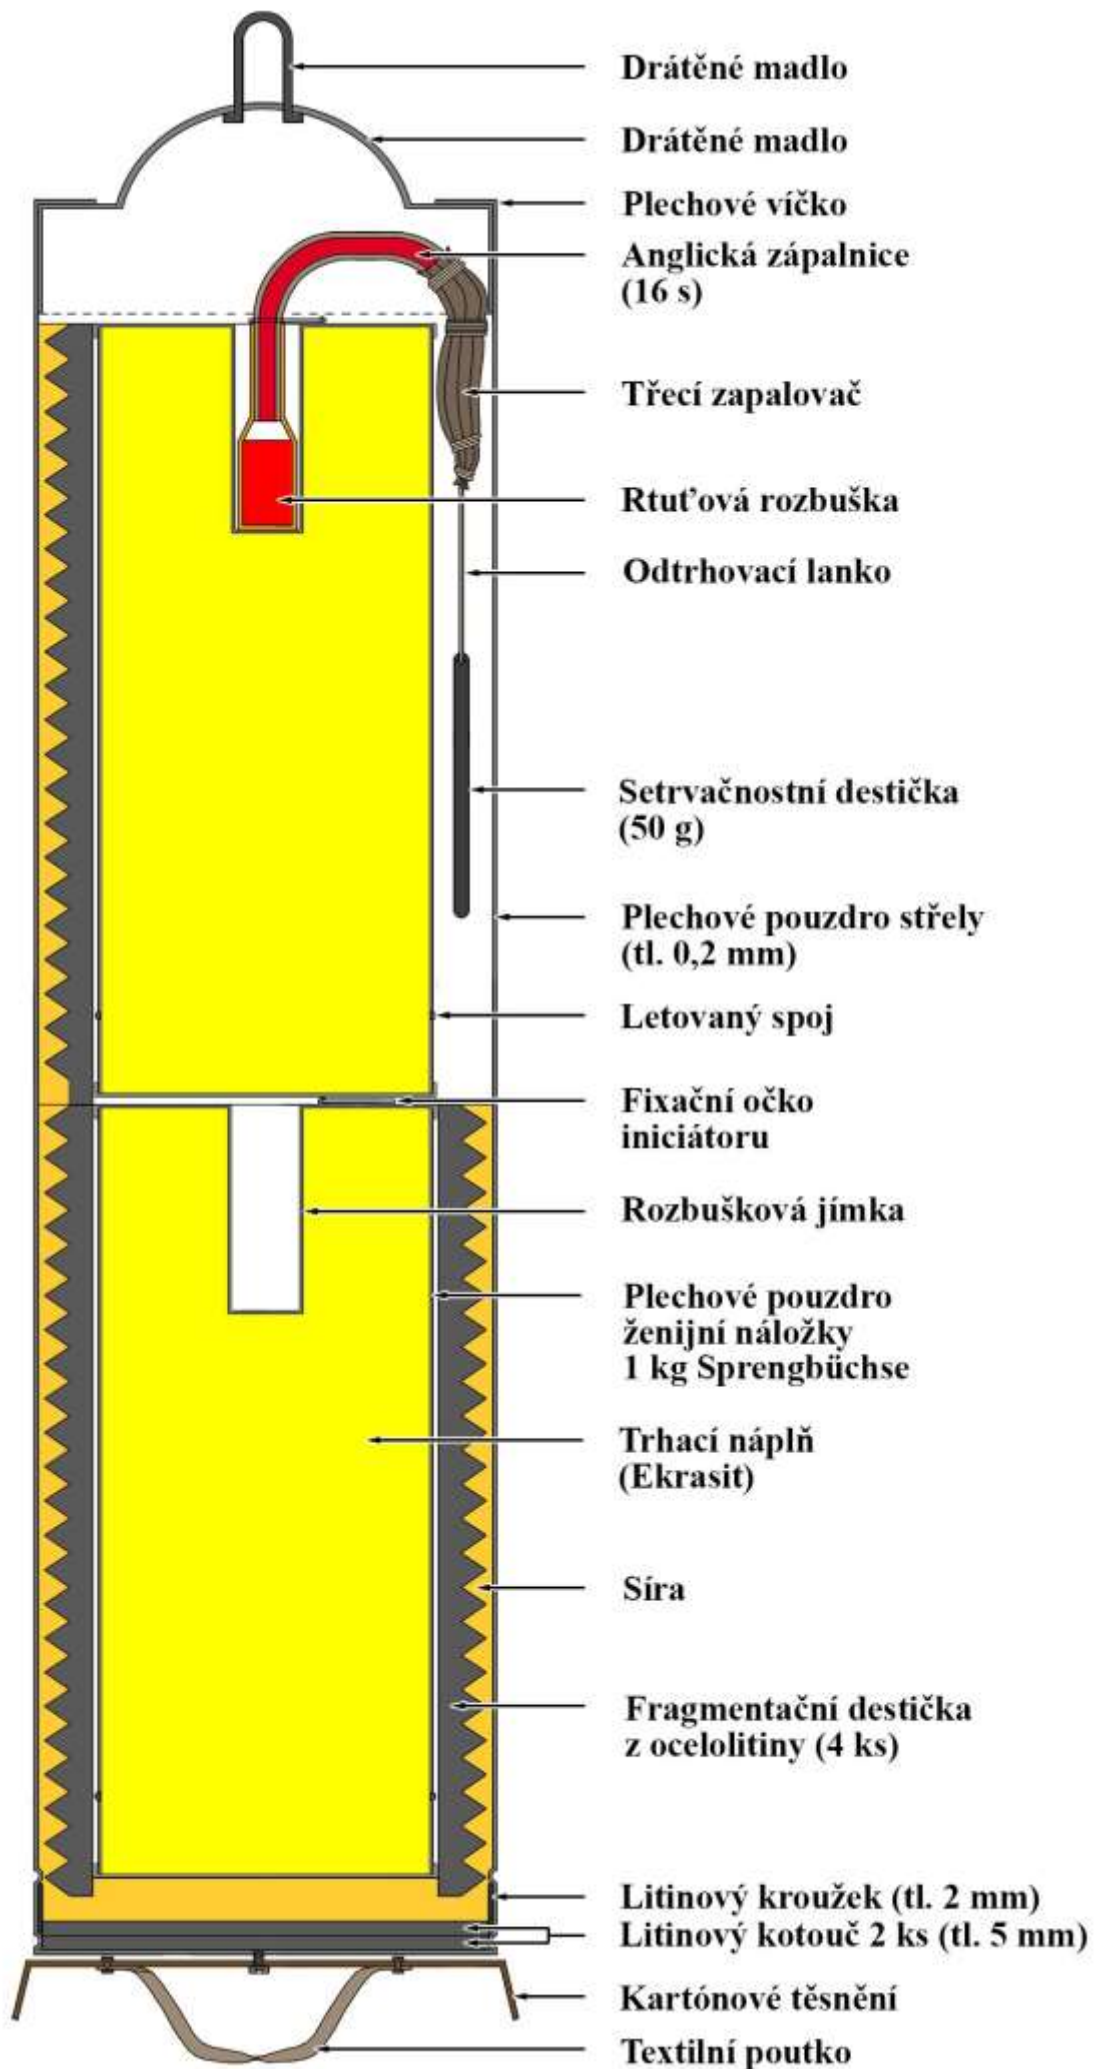 Drátěné madlo
Drátěné madlo
Plechové víčko
Anglická zápalnice
(16 s)
Třecí zapalovač
Rtuťová rozbuška
Odtrhovací lanko
Setrvačnostní destička
(50 g)
Plechové pouzdro střely
(tl. 0,2 mm)
Letovaný spoj
Fixační očko
iniciátoru
Rozbušková jímka
Plechové pouzdro
ženijní náložky
1 kg Sprengbüchse
Trhací náplň
(Ekrasit)
Síra
Fragmentační destička
z ocelolitiny (4 ks)
Litinový kroužek (tl. 2 mm)
Litinový kotouč 2 ks (tl. 5 mm)
Kartónové těsnění
Textilní poutko